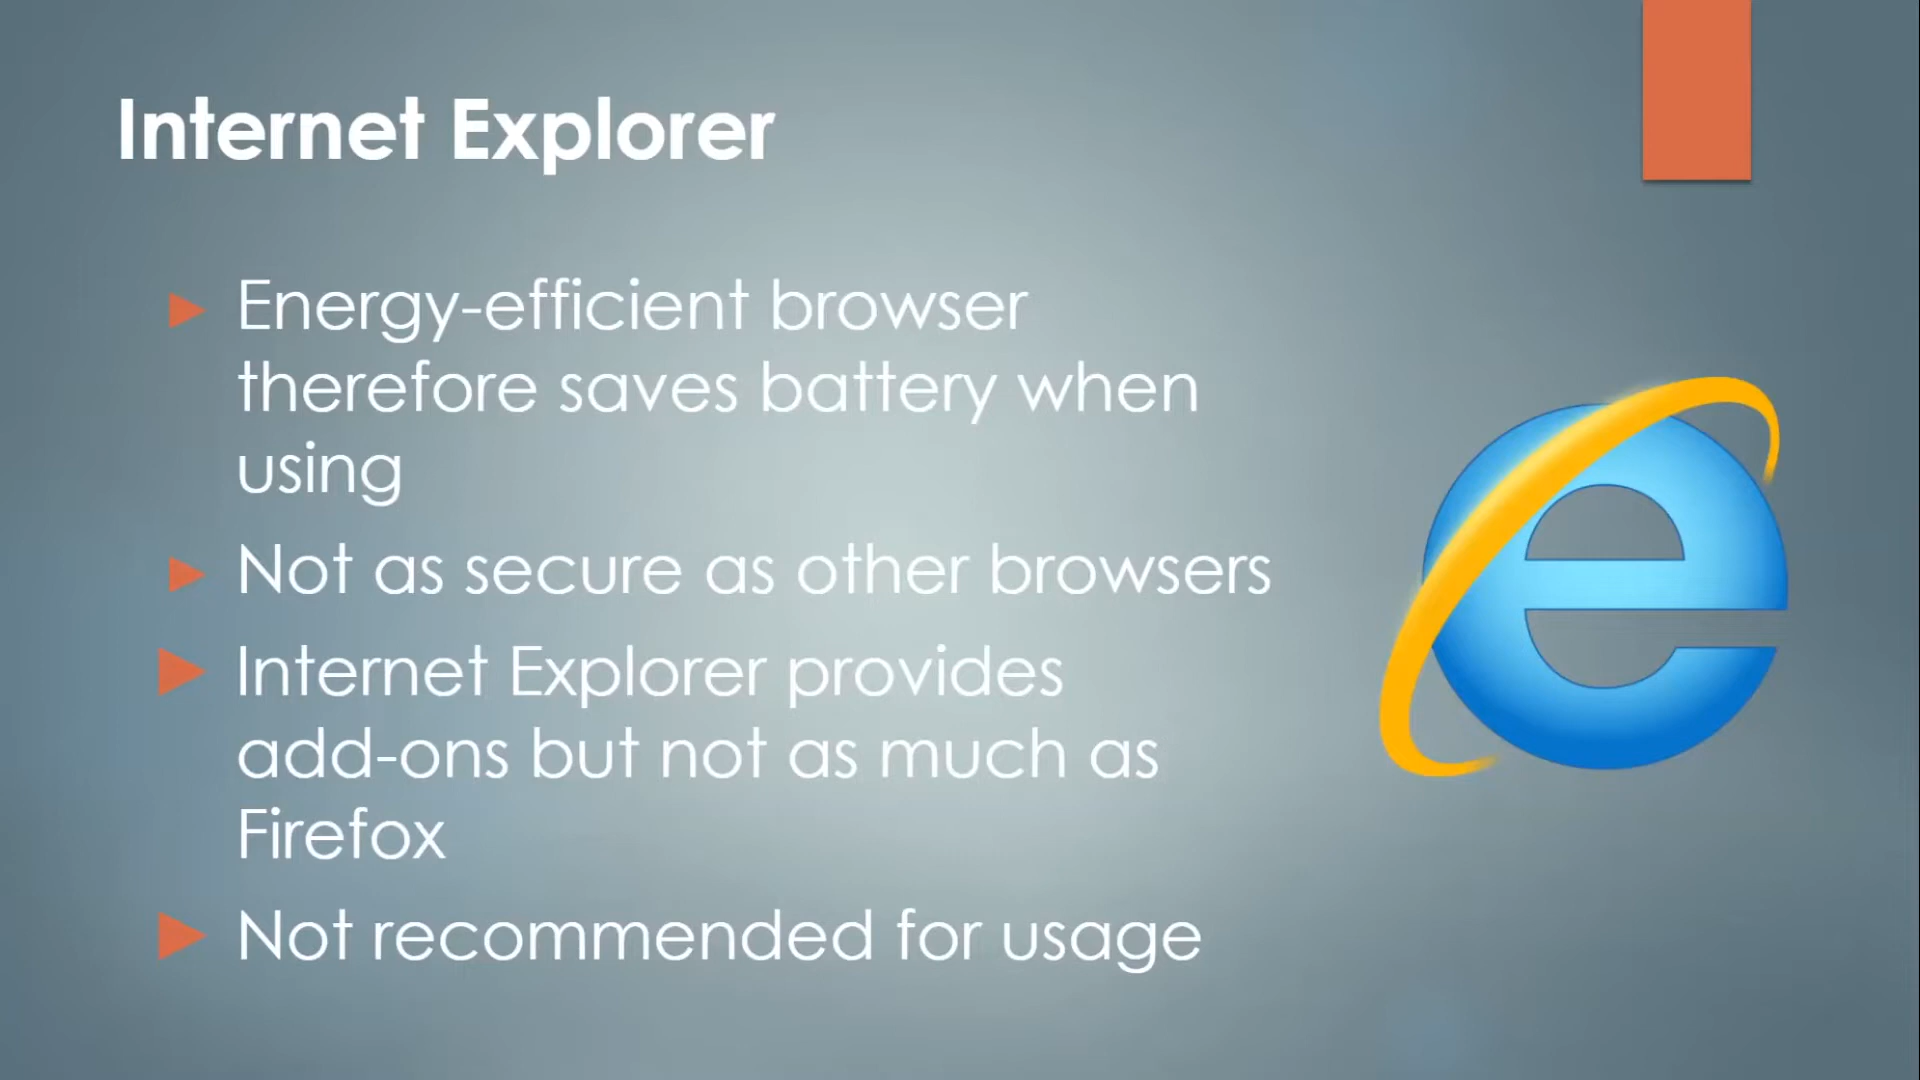 Internet Explorer
Energy-efficient browser
therefore saves battery when
using
Not as secure as other browsers
Internet Explorer provides
add-ons but not as much as
Firefox
Not recommended for usage